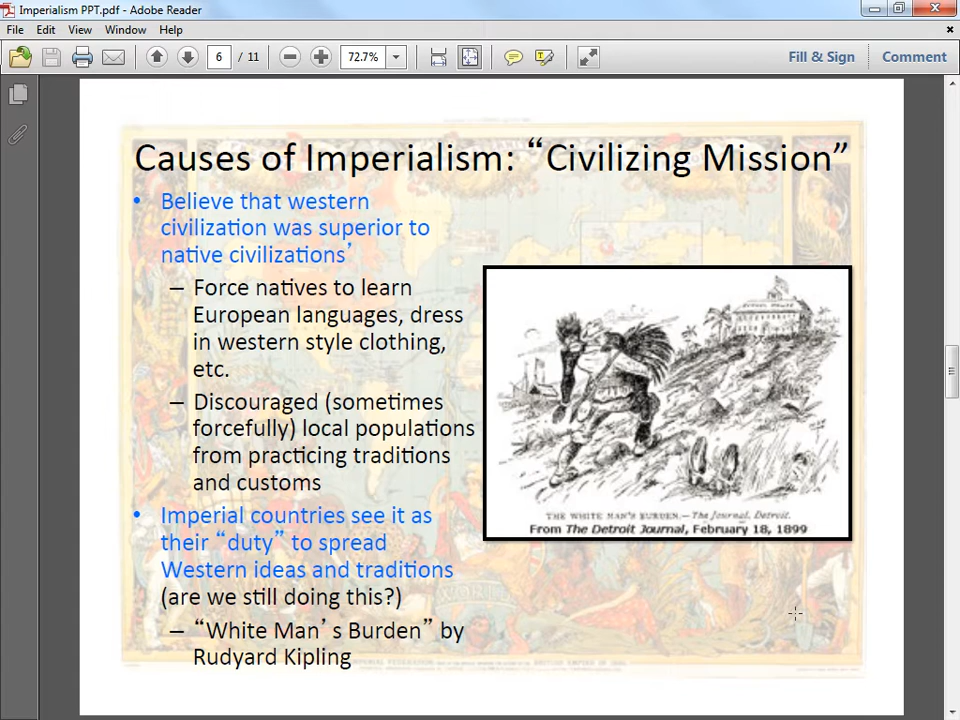 Imperialism PPT.pdf - Adobe Reader
File Edit View Window Help
6 / 11 72.7% Fill & Sign Comment
Causes of Imperialism: “Civilizing Mission”
• Believe that western
civilization was superior to
native civilizations’
– Force natives to learn
European languages, dress
in western style clothing,
etc.
– Discouraged (sometimes
forcefully) local populations
from practicing traditions
and customs
• Imperial countries see it as
their “duty” to spread
Western ideas and traditions
(are we still doing this?)
– “White Man’s Burden” by
Rudyard Kipling
THE WHITE MAN'S BURDEN.—The Journal, Detroit.
From The Detroit Journal, February 18, 1899